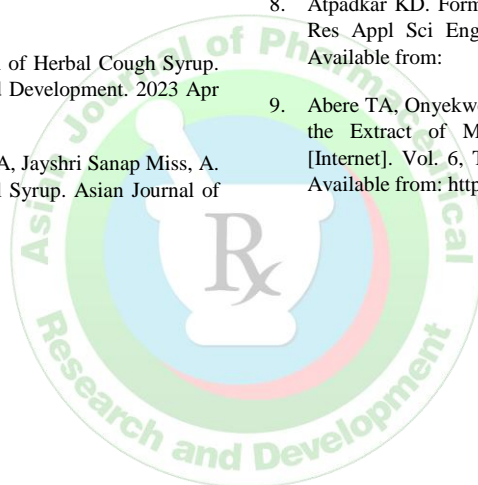 of Herbal Cough Syrup.
Development. 2023 Apr
A, Jayshri Sanap Miss, A.
Syrup. Asian Journal of
8. Atpadkar KD. Form
Res Appl Sci Eng
Available from:
9. Abere TA, Onyekw
the Extract of M
[Internet]. Vol. 6, T
Available from: http
Asian Journal of Pharmaceutical
Research and Development
Rx